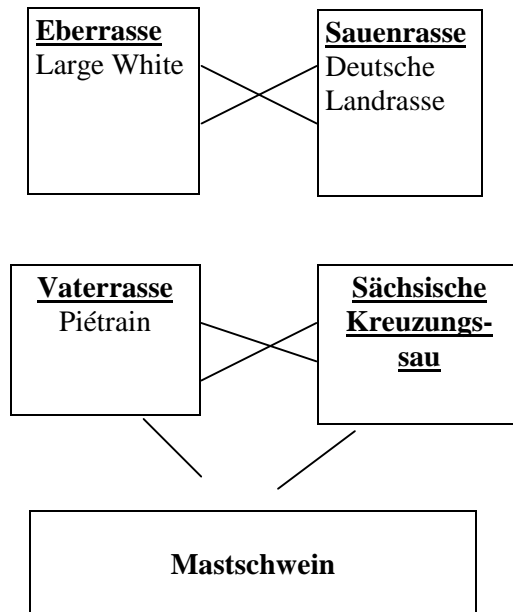 Eberrasse
Large White
Sauenrasse
Deutsche
Landrasse
Vaterrasse
Piétrain
Sächsische
Kreuzungs-
sau
Mastschwein